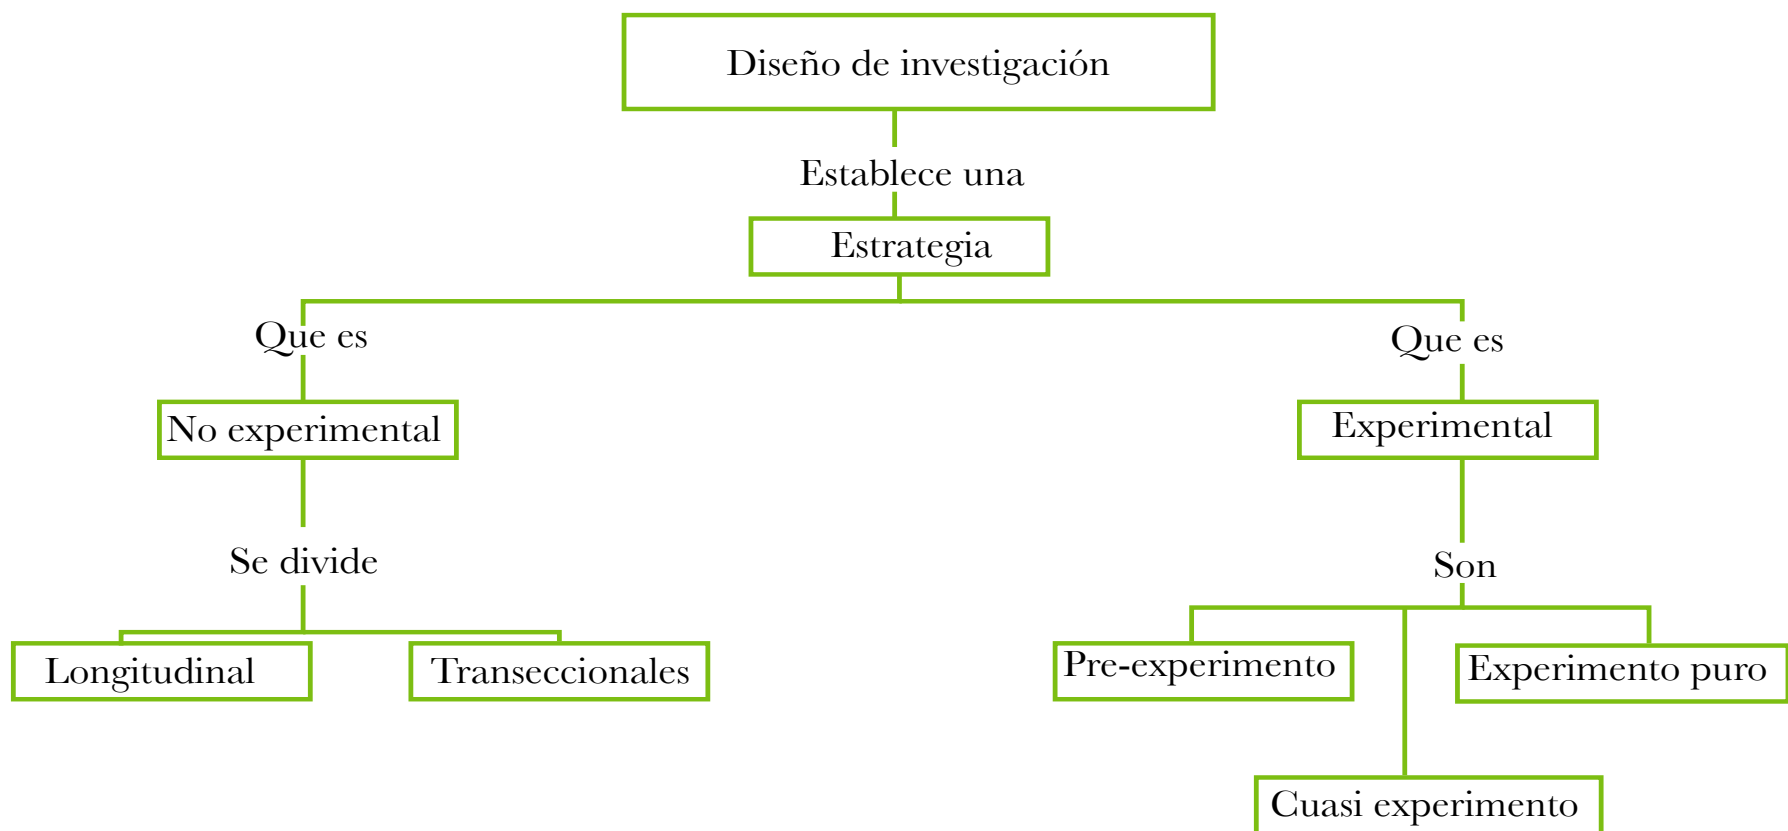 Diseño de investigación
Establece una
Estrategia
Que es
Que es
No experimental
Experimental
Se divide
Son
Longitudinal
Transeccionales
Pre-experimento
Experimento puro
Cuasi experimento